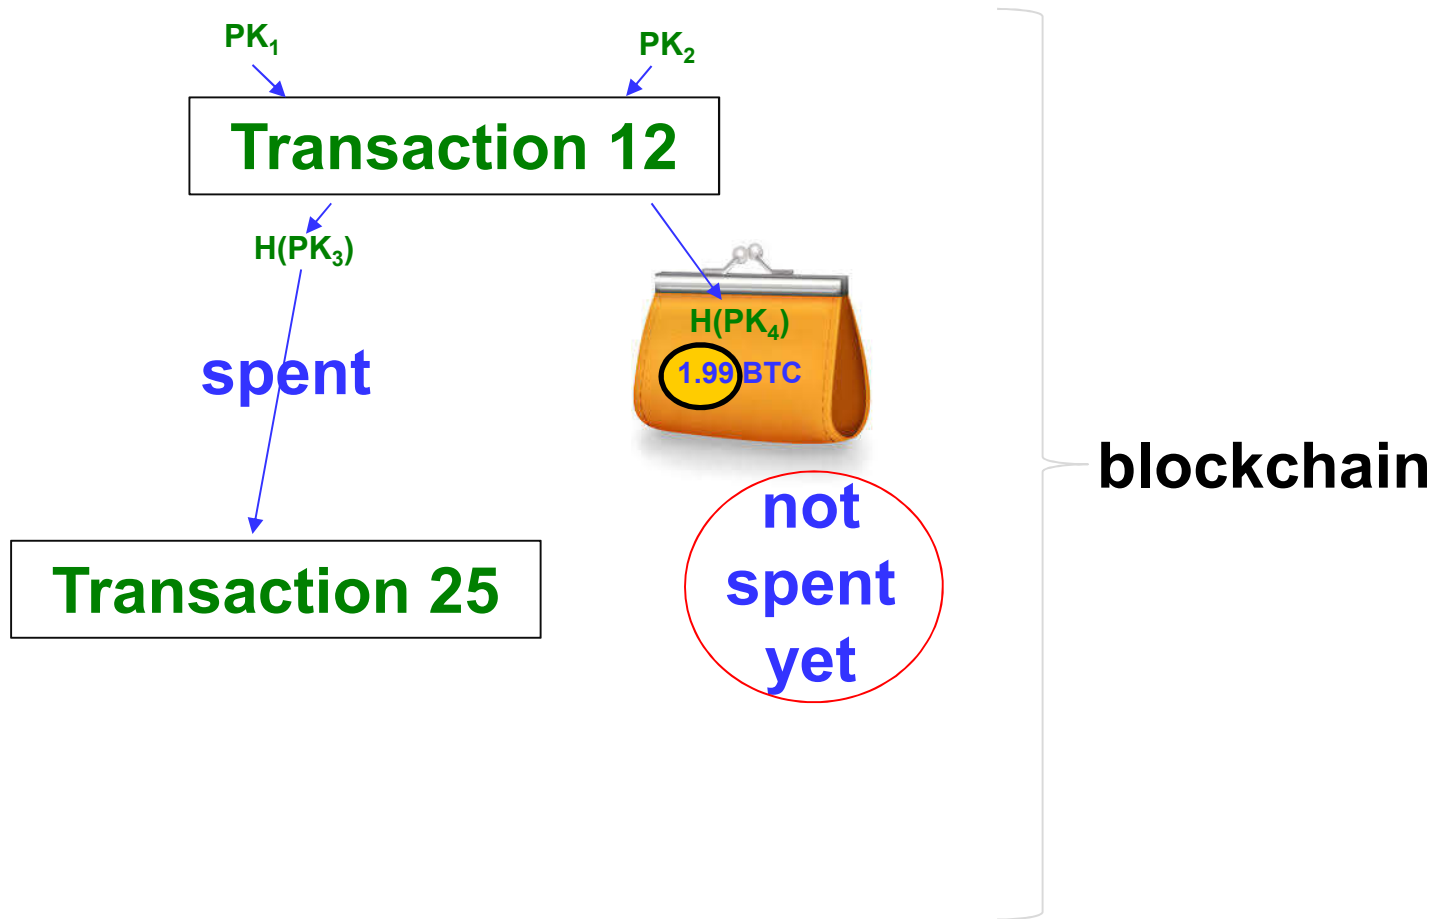 PK₁
PK₂
Transaction 12
H(PK₃)
H(PK₄)
1.99 BTC
spent
blockchain
not
spent
yet
Transaction 25